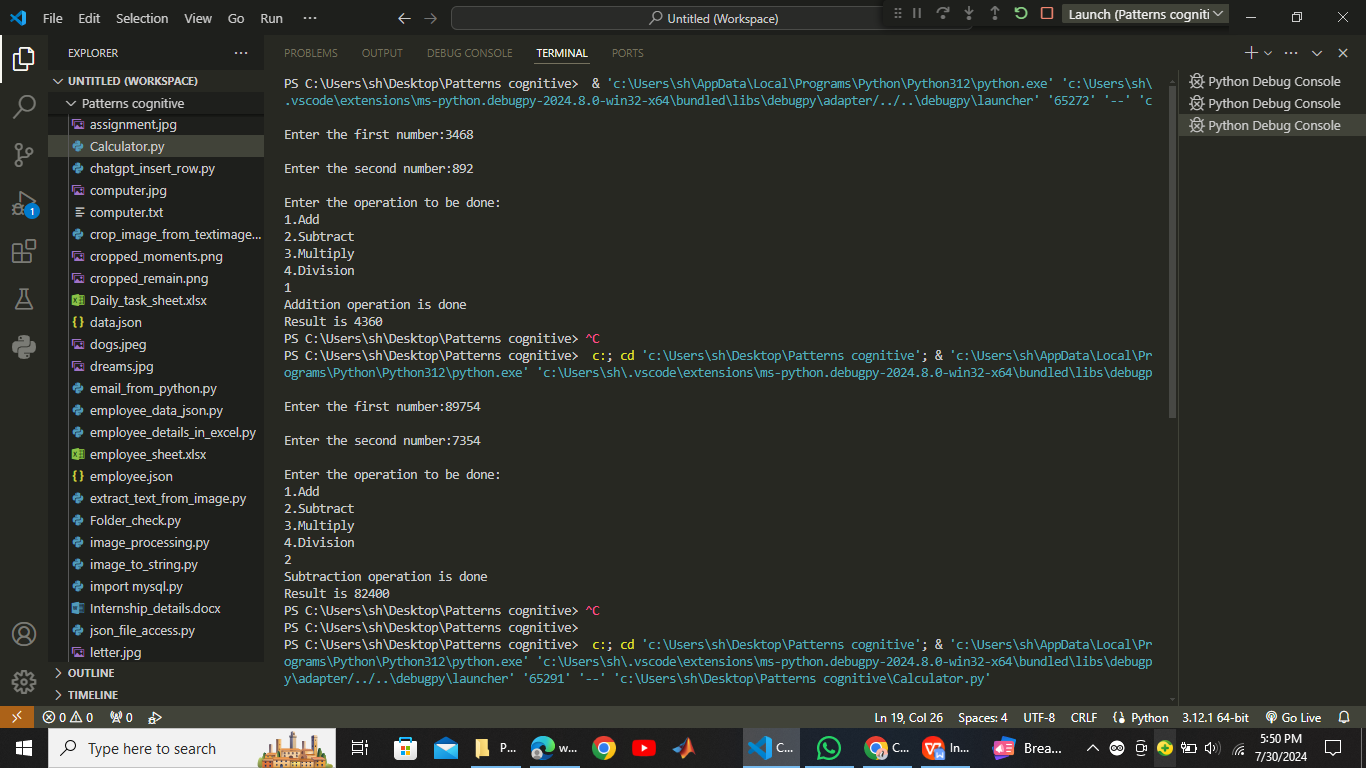 File Edit Selection View Go Run ··· Untitled (Workspace) Launch (Patterns cogniti
EXPLORER ···
UNTITLED (WORKSPACE)
Patterns cognitive
assignment.jpg
Calculator.py
chatgpt_insert_row.py
computer.jpg
computer.txt
crop_image_from_textimage...
cropped_moments.png
cropped_remain.png
Daily_task_sheet.xlsx
data.json
dogs.jpeg
dreams.jpg
email_from_python.py
employee_data_json.py
employee_details_in_excel.py
employee_sheet.xlsx
employee.json
extract_text_from_image.py
Folder_check.py
image_processing.py
image_to_string.py
import mysql.py
Internship_details.docx
json_file_access.py
letter.jpg
OUTLINE
TIMELINE
1
PROBLEMS OUTPUT DEBUG CONSOLE TERMINAL PORTS
PS C:\Users\sh\Desktop\Patterns cognitive>  & 'c:\Users\sh\AppData\Local\Programs\Python\Python312\python.exe' 'c:\Users\sh\
.vscode\extensions\ms-python.debugpy-2024.8.0-win32-x64\bundled\libs\debugpy\adapter/../..\debugpy\launcher' '65272' '--' 'c
Enter the first number:3468
Enter the second number:892
Enter the operation to be done:
1.Add
2.Subtract
3.Multiply
4.Division
1
Addition operation is done
Result is 4360
PS C:\Users\sh\Desktop\Patterns cognitive> ^C
PS C:\Users\sh\Desktop\Patterns cognitive>  c:; cd 'c:\Users\sh\Desktop\Patterns cognitive'; & 'c:\Users\sh\AppData\Local\Pr
ograms\Python\Python312\python.exe' 'c:\Users\sh\.vscode\extensions\ms-python.debugpy-2024.8.0-win32-x64\bundled\libs\debugp
Enter the first number:89754
Enter the second number:7354
Enter the operation to be done:
1.Add
2.Subtract
3.Multiply
4.Division
2
Subtraction operation is done
Result is 82400
PS C:\Users\sh\Desktop\Patterns cognitive> ^C
PS C:\Users\sh\Desktop\Patterns cognitive>
PS C:\Users\sh\Desktop\Patterns cognitive>  c:; cd 'c:\Users\sh\Desktop\Patterns cognitive'; & 'c:\Users\sh\AppData\Local\Pr
ograms\Python\Python312\python.exe' 'c:\Users\sh\.vscode\extensions\ms-python.debugpy-2024.8.0-win32-x64\bundled\libs\debugp
y\adapter/../..\debugpy\launcher' '65291' '--' 'c:\Users\sh\Desktop\Patterns cognitive\Calculator.py'
Python Debug Console
Python Debug Console
Python Debug Console
0 0 0 Ln 19, Col 26 Spaces: 4 UTF-8 CRLF Python 3.12.1 64-bit Go Live
Type here to search P... w... C... C... In... Brea... 5:50 PM
7/30/2024